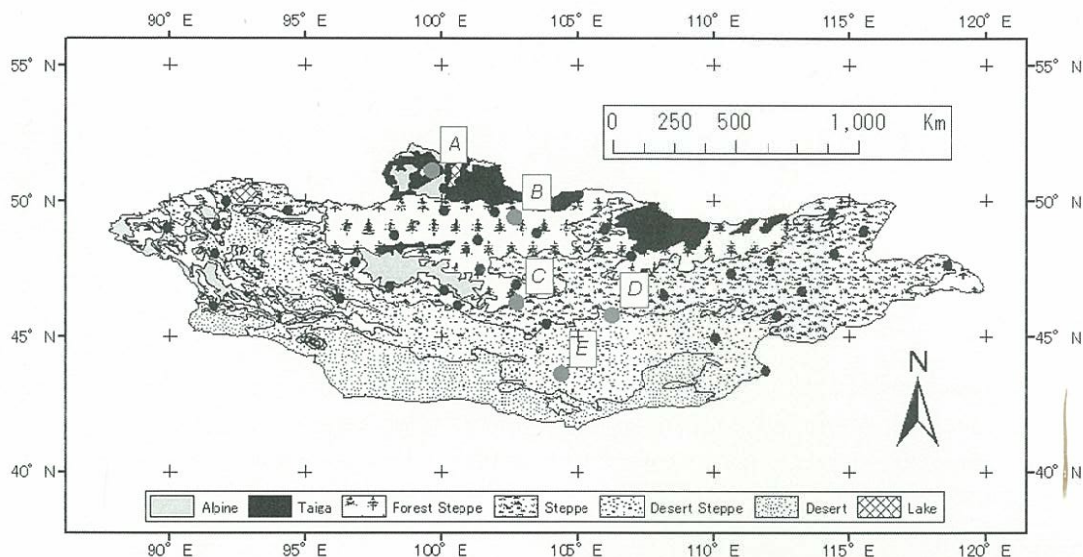 90° E 95° E 100° E 105° E 110° E 115° E 120° E
55° N 55° N
0 250 500 1,000 Km
A
50° N B 50° N
C D
45° N E 45° N
N
40° N 40° N
Alpine Taiga Forest Steppe Steppe Desert Steppe Desert Lake
90° E 95° E 100° E 105° E 110° E 115° E 120° E